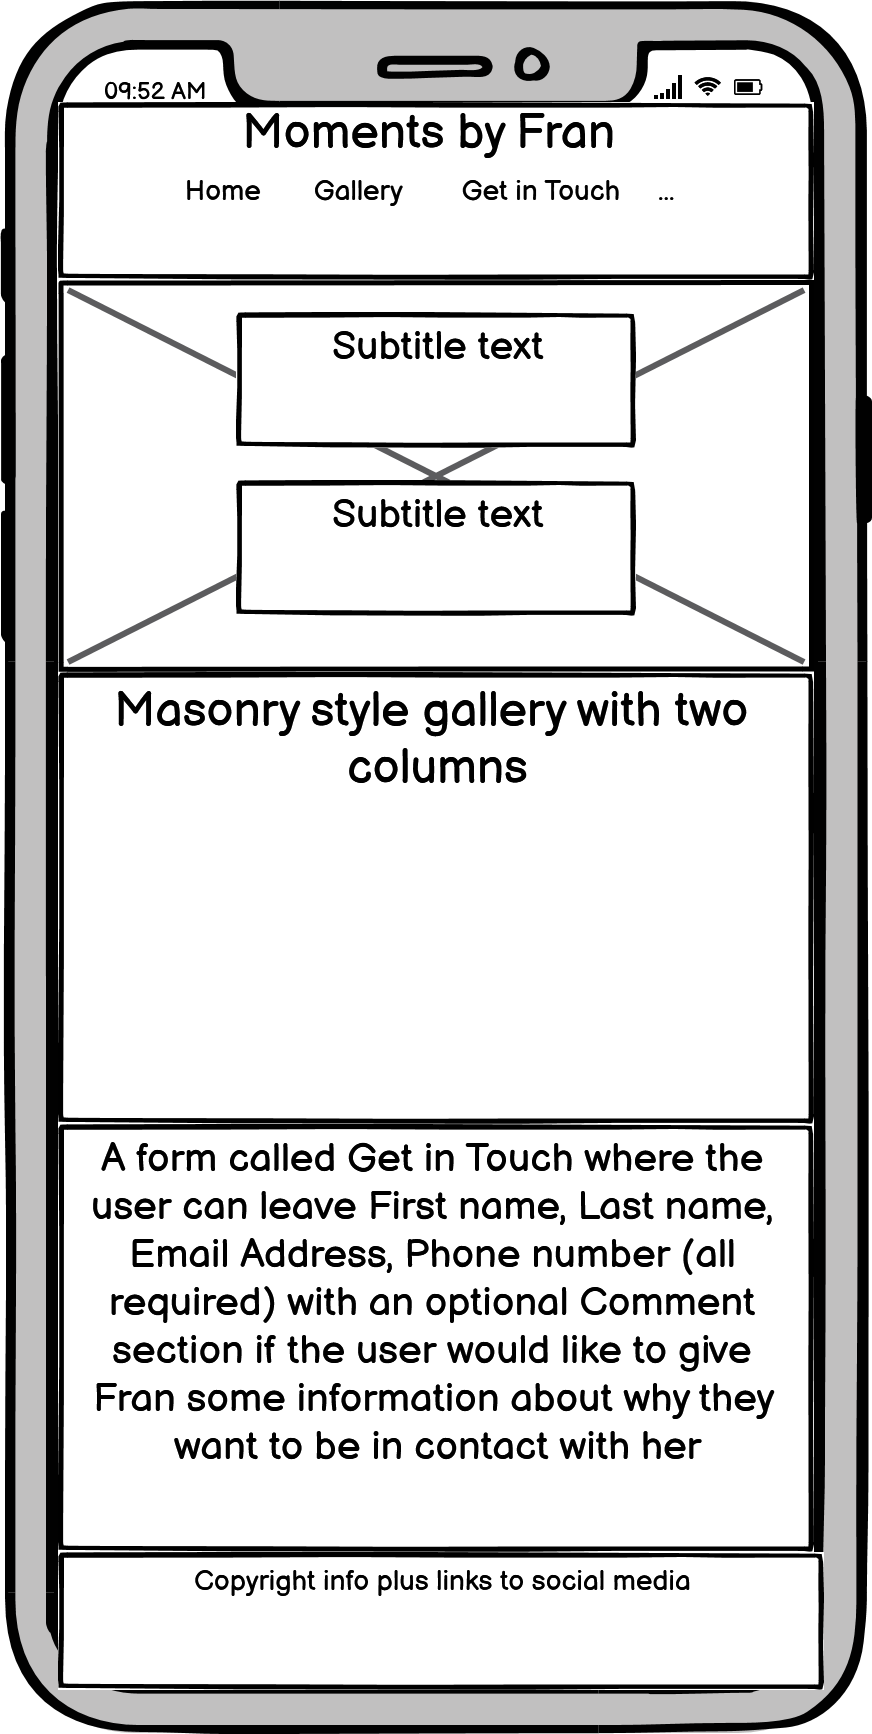 09:52 AM
Moments by Fran
Home Gallery Get in Touch ...
Subtitle text
Subtitle text
Masonry style gallery with two
columns
A form called Get in Touch where the
user can leave First name, Last name,
Email Address, Phone number (all
required) with an optional Comment
section if the user would like to give
Fran some information about why they
want to be in contact with her
Copyright info plus links to social media